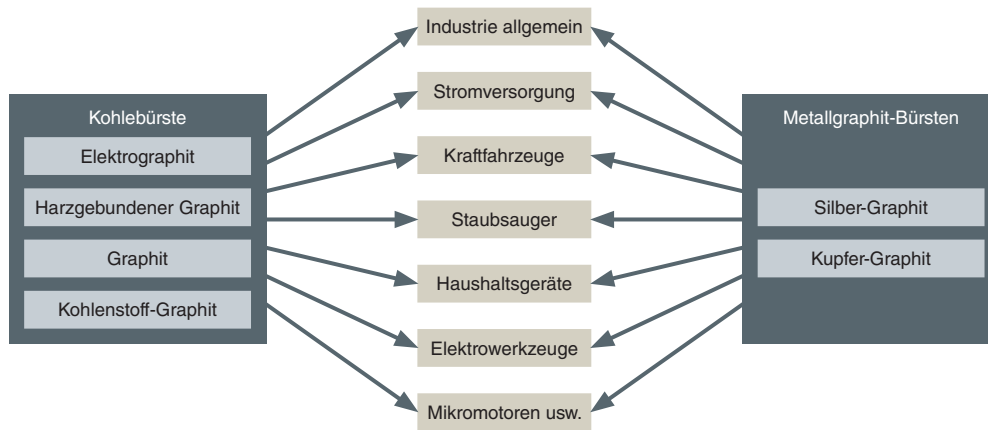 Industrie allgemein
Stromversorgung
Kohlebürste
Metallgraphit-Bürsten
Elektrographit
Kraftfahrzeuge
Harzgebundener Graphit
Staubsauger
Silber-Graphit
Graphit
Haushaltsgeräte
Kupfer-Graphit
Kohlenstoff-Graphit
Elektrowerkzeuge
Mikromotoren usw.